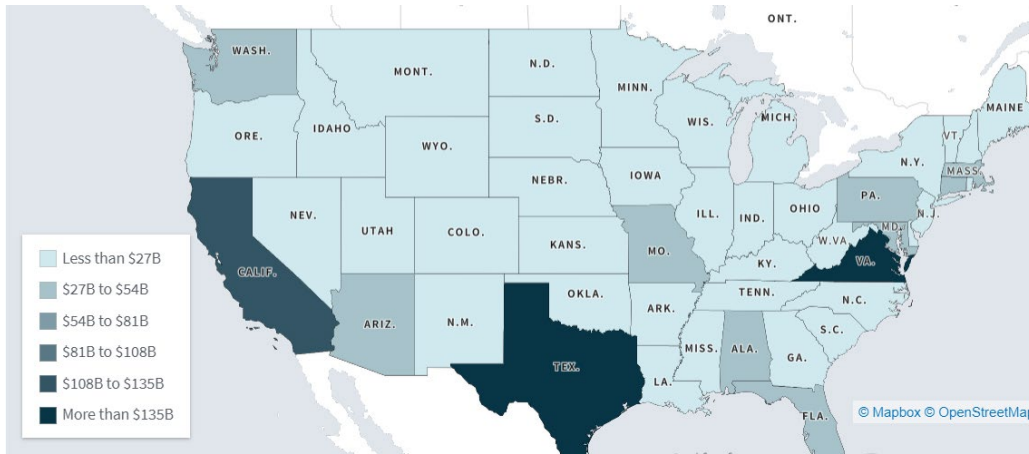 ONT.
WASH.
MONT.
N.D.
MINN.
MAINE
ORE.
IDAHO
S.D.
WIS.
MICH.
VT.
WYO.
N.Y.
MASS.
NEBR.
IOWA
PA.
NEV.
UTAH
COLO.
ILL.
IND.
OHIO
N.J.
KANS.
MO.
W.VA.
MD.
CALIF.
KY.
VA.
ARIZ.
N.M.
OKLA.
TENN.
N.C.
ARK.
S.C.
MISS.
ALA.
GA.
TEX.
LA.
FLA.
Less than $27B
$27B to $54B
$54B to $81B
$81B to $108B
$108B to $135B
More than $135B
© Mapbox © OpenStreetMap